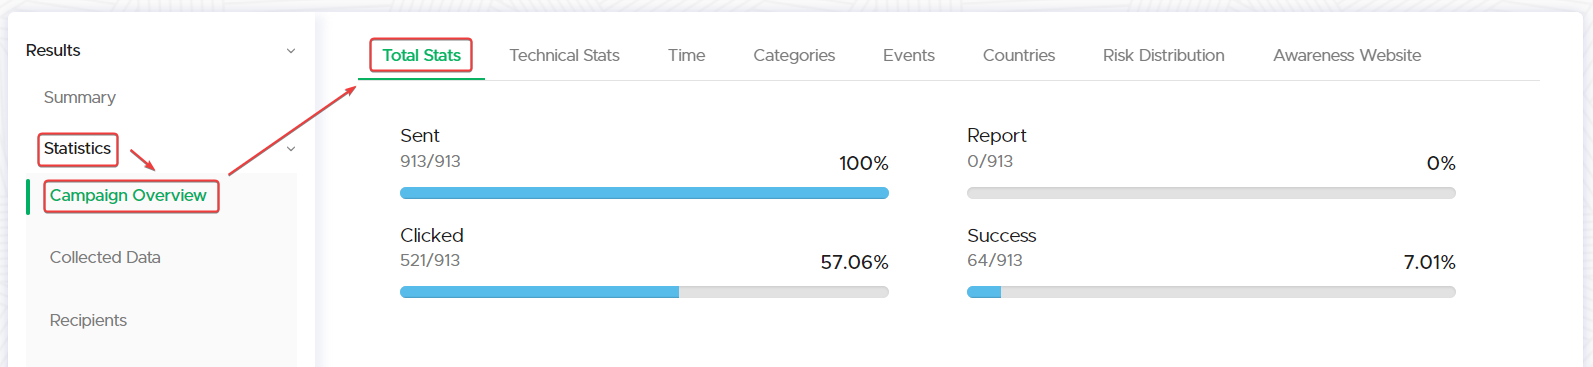 Results
Summary
Statistics
Campaign Overview
Collected Data
Recipients
Total Stats Technical Stats Time Categories Events Countries Risk Distribution Awareness Website
Sent
913/913 100%
Report
0/913 0%
Clicked
521/913 57.06%
Success
64/913 7.01%